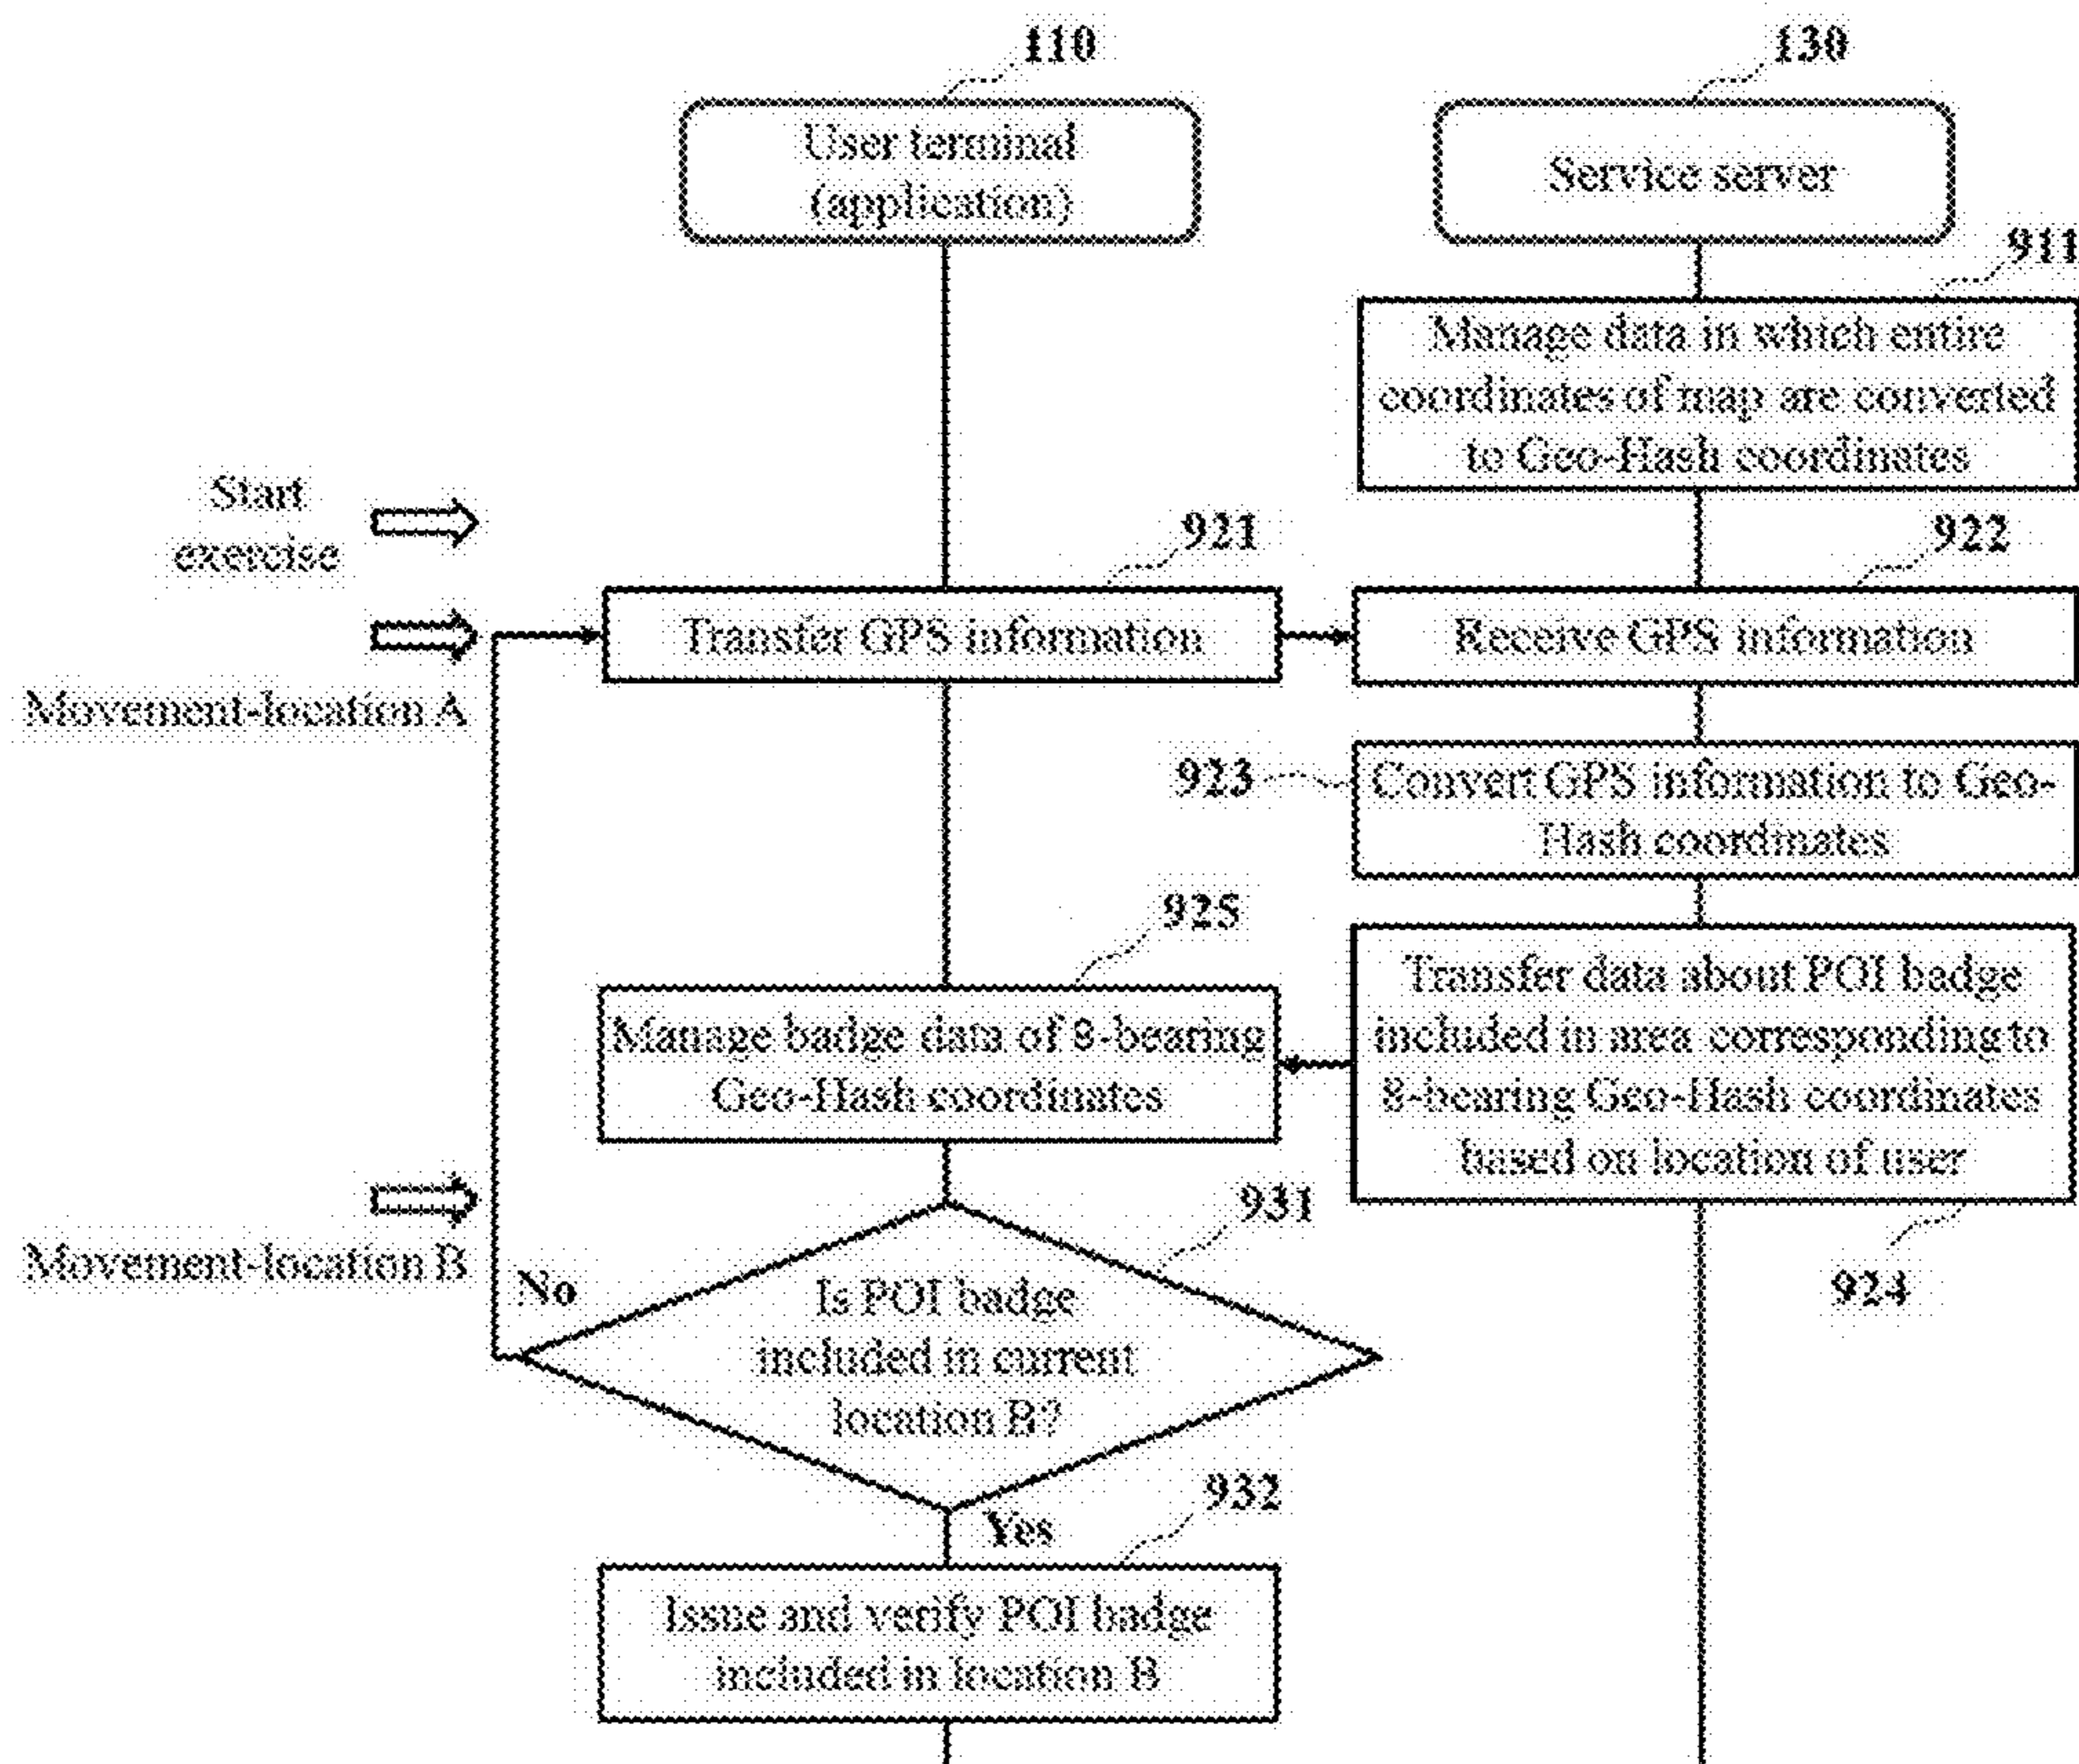 110
130
User terminal
(application)
Service server
911
Manage data in which entire
coordinates of map are converted
to Geo-Hash coordinates
Start
exercise
921
922
Transfer GPS information
Receive GPS information
Movement-location A
923
Convert GPS information to Geo-
Hash coordinates
925
Manage badge data of 8-bearing
Geo-Hash coordinates
Transfer data about POI badge
included in area corresponding to
8-bearing Geo-Hash coordinates
based on location of user
924
Movement-location B
931
No
Is POI badge
included in current
location B?
Yes
932
Issue and verify POI badge
included in location B